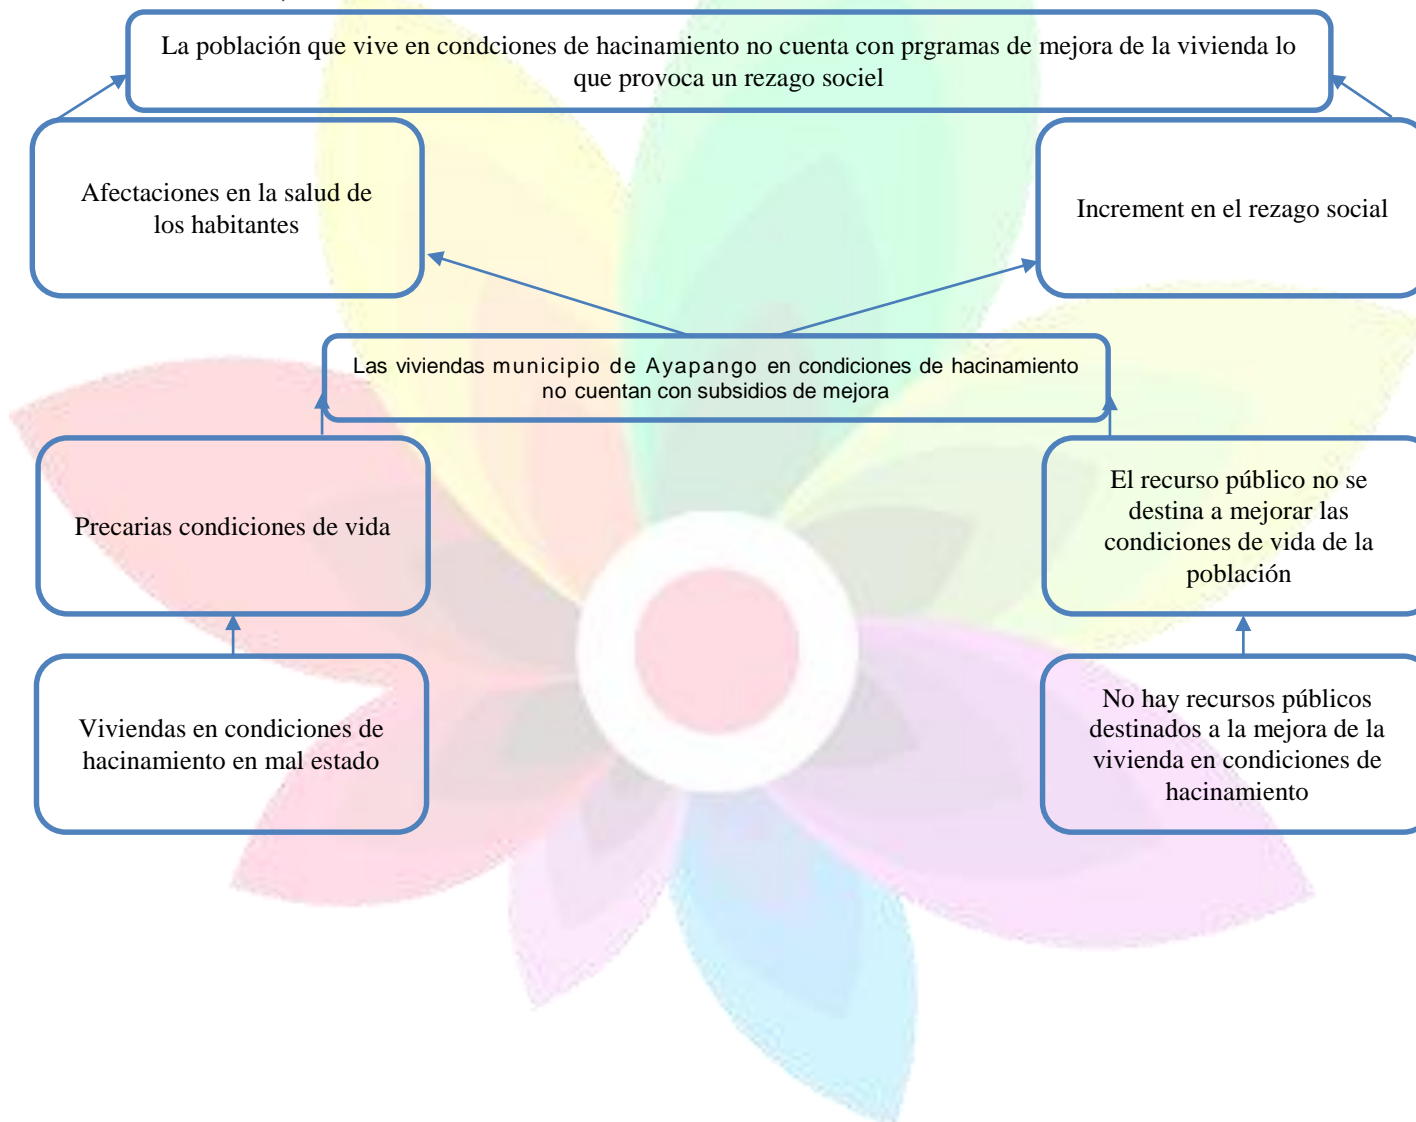 La población que vive en condciones de hacinamiento no cuenta con prgramas de mejora de la vivienda lo
que provoca un rezago sociel
Afectaciones en la salud de
los habitantes
Increment en el rezago social
Las viviendas municipio de Ayapango en condiciones de hacinamiento
no cuentan con subsidios de mejora
Precarias condiciones de vida
El recurso público no se
destina a mejorar las
condiciones de vida de la
población
Viviendas en condiciones de
hacinamiento en mal estado
No hay recursos públicos
destinados a la mejora de la
vivienda en condiciones de
hacinamiento